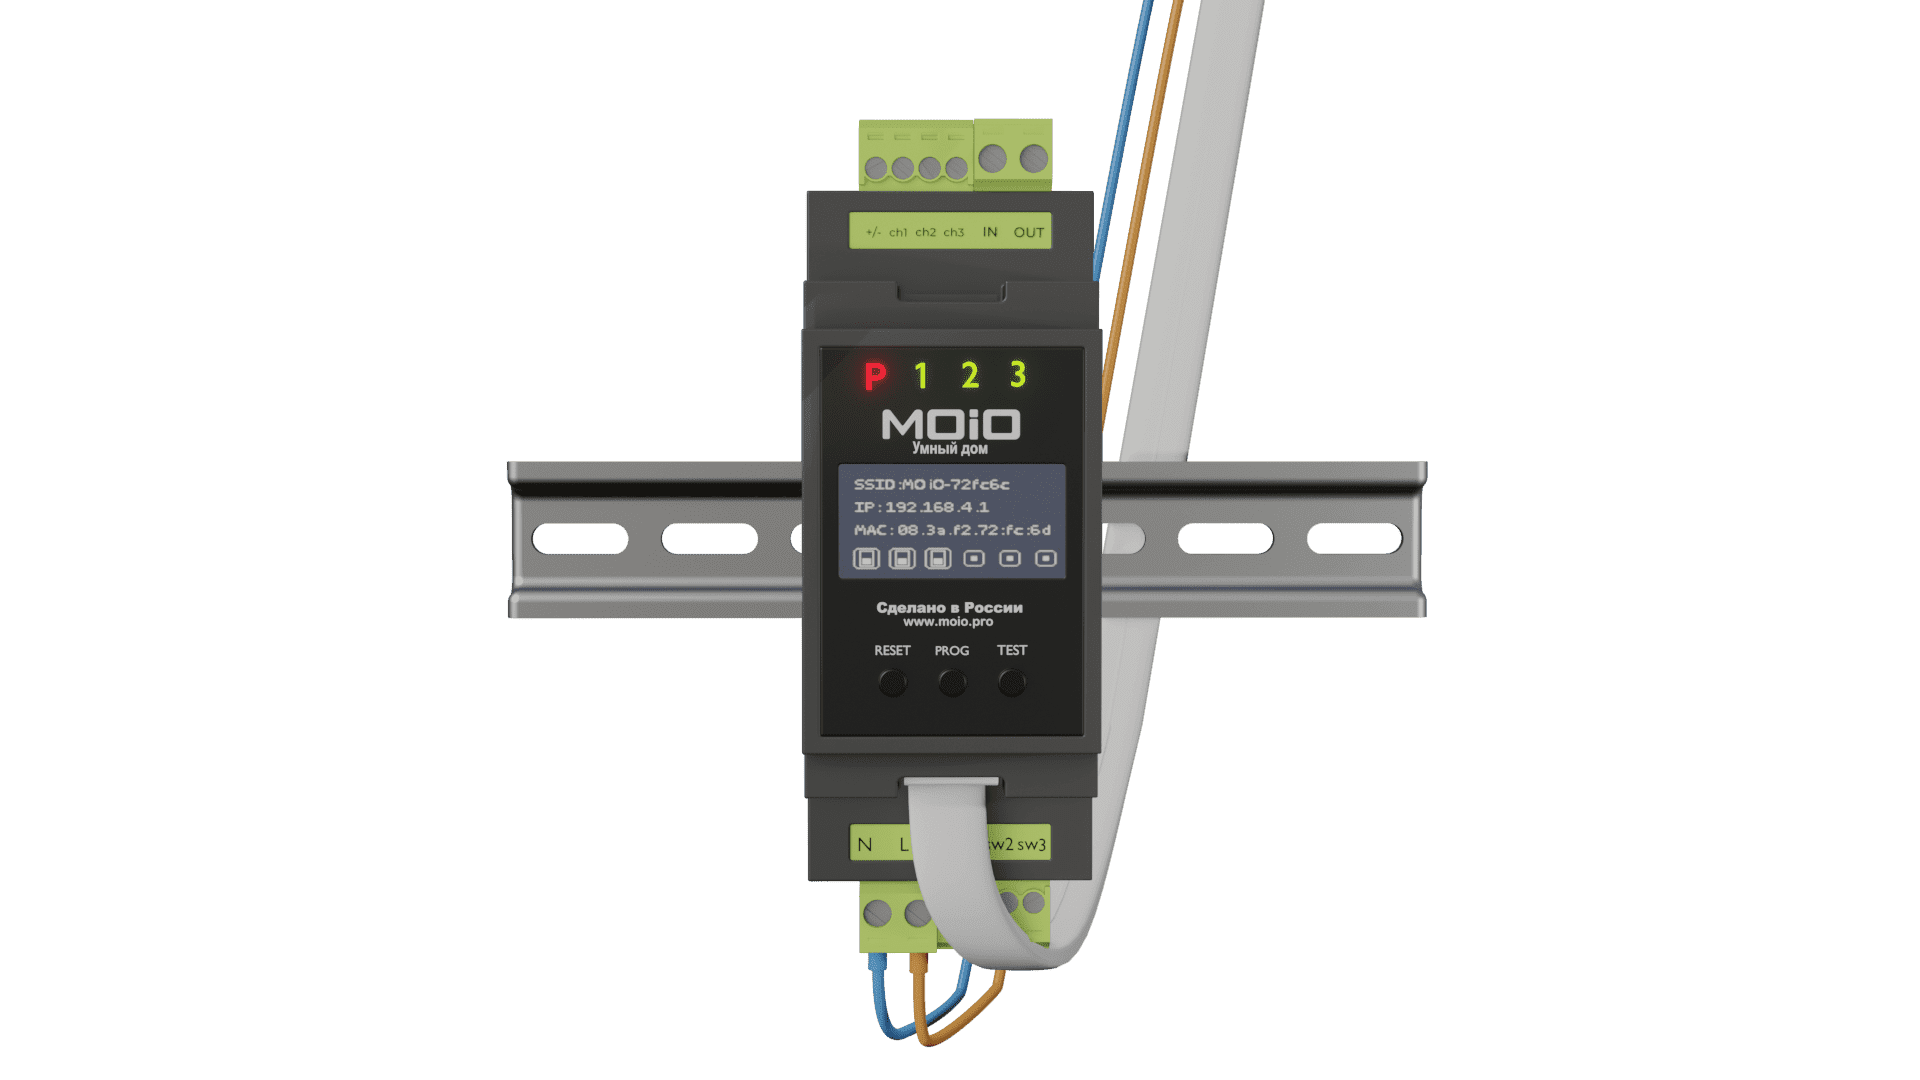 +/- ch1 ch2 ch3 IN OUT
P 1 2 3
MOiO
Умный дом
SSID:MOiO-72fc6c
IP:192.168.4.1
MAC:08.3a.f2.72:fc:6d
Сделано в России
www.moio.pro
RESET PROG TEST
N L sw2 sw3